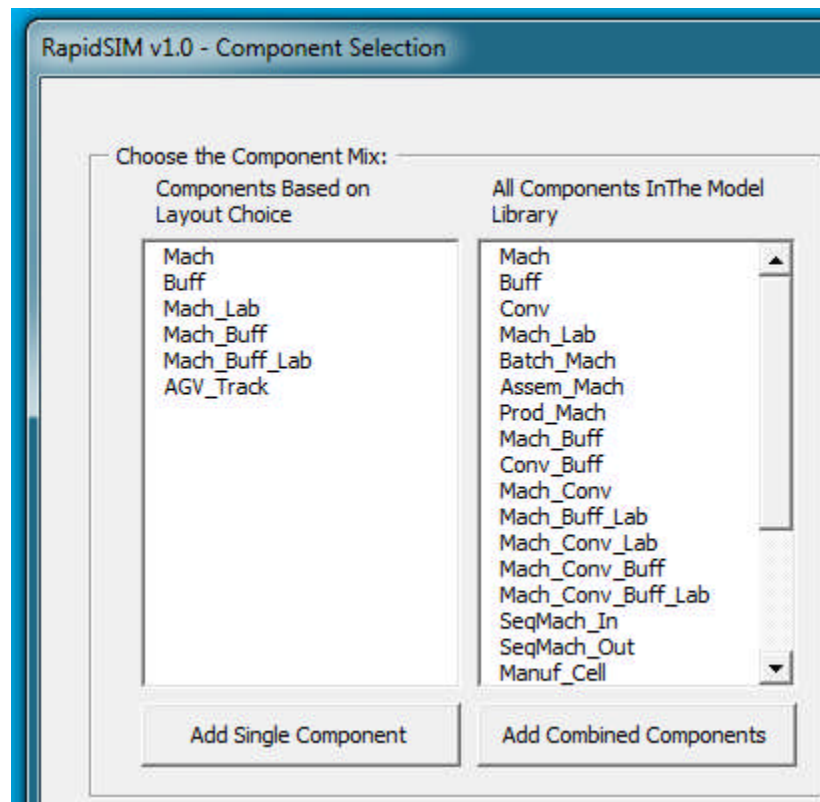 RapidSIM v1.0 - Component Selection
Choose the Component Mix:
Components Based on
Layout Choice
Mach
Buff
Mach_Lab
Mach_Buff
Mach_Buff_Lab
AGV_Track
Add Single Component
All Components InThe Model
Library
Mach
Buff
Conv
Mach_Lab
Batch_Mach
Assem_Mach
Prod_Mach
Mach_Buff
Conv_Buff
Mach_Conv
Mach_Buff_Lab
Mach_Conv_Lab
Mach_Conv_Buff
Mach_Conv_Buff_Lab
SeqMach_In
SeqMach_Out
Manuf_Cell
Add Combined Components